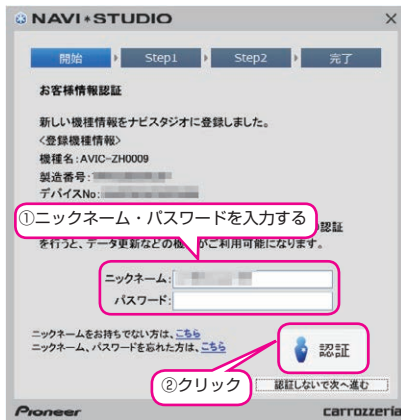 NAVI*STUDIO
開始 Step1 Step2 完了
お客様情報認証
新しい機種情報をナビスタジオに登録しました。
<登録機種情報>
機種名:AVIC-ZH0009
製造番号:
デバイスNo:
①ニックネーム・パスワードを入力する
の認証
を行うと、データ更新などの機 がご利用可能になります。
ニックネーム:
パスワード:
ニックネームをお持ちでない方は、こちら
ニックネーム、パスワードを忘れた方は、こちら
認証
②クリック
認証しないで次へ進む
Pioneer carrozzeria